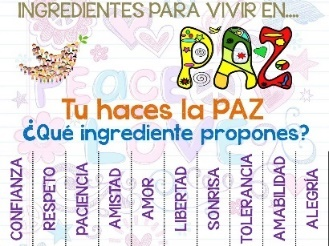 INGREDIENTES PARA VIVIR EN....
PAZ
Tu haces la PAZ
¿Qué ingrediente propones?
CONFIANZA
RESPETO
PACIENCIA
AMISTAD
AMOR
LIBERTAD
SONRISA
TOLERANCIA
AMABILIDAD
ALEGRÍA